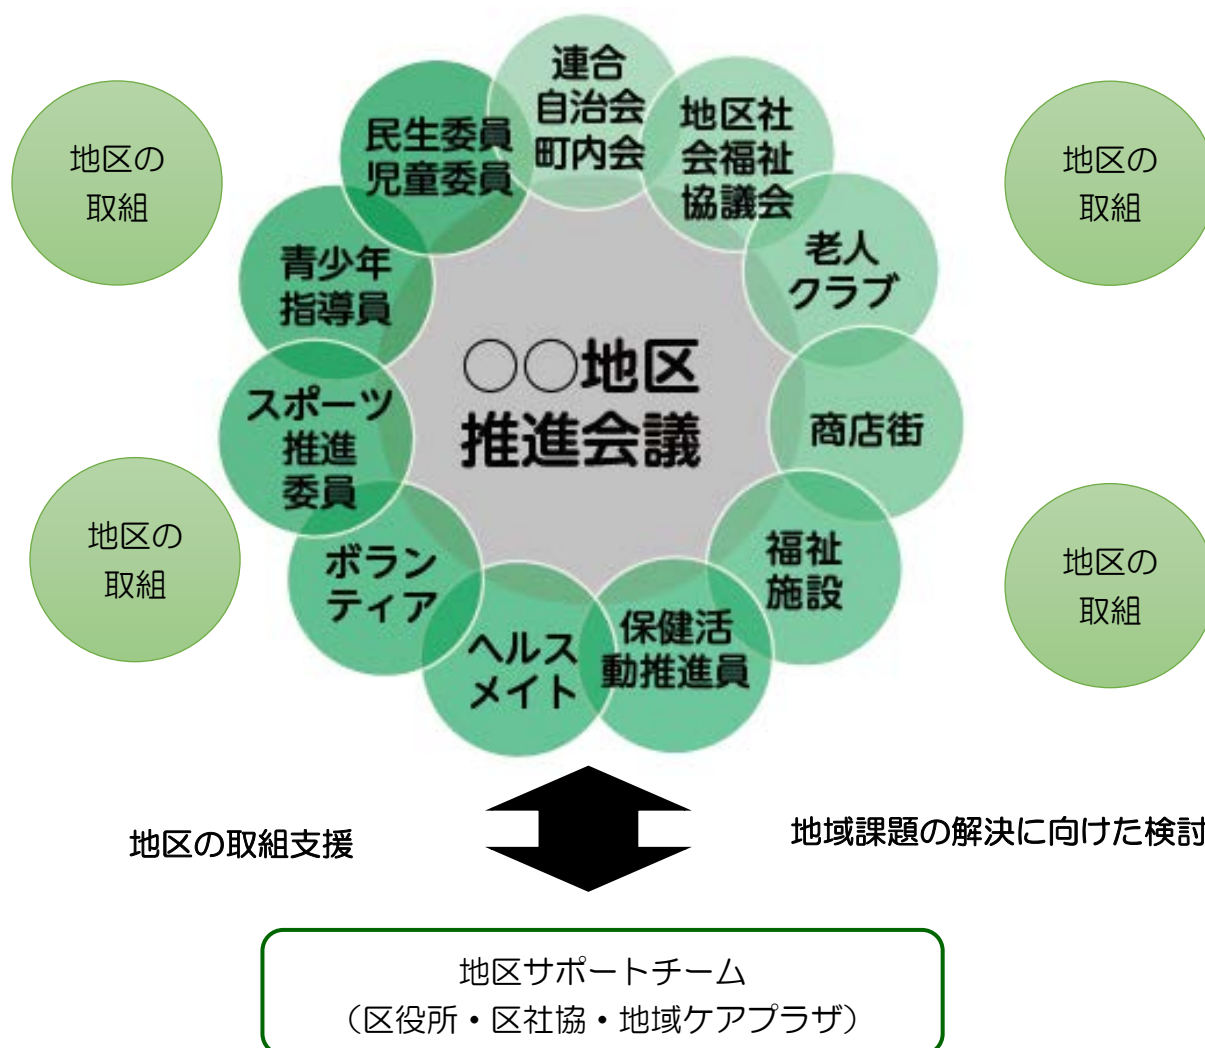 連合
自治会
町内会
地区社
会福祉
協議会
老人
クラブ
商店街
福祉
施設
保健活
動推進員
ヘルス
メイト
ボラン
ティア
スポーツ
推進
委員
青少年
指導員
民生委員
児童委員
○○地区
推進会議
地区の
取組
地区の
取組
地区の
取組
地区の
取組
地区の取組支援
地域課題の解決に向けた検討
地区サポートチーム
（区役所・区社協・地域ケアプラザ）